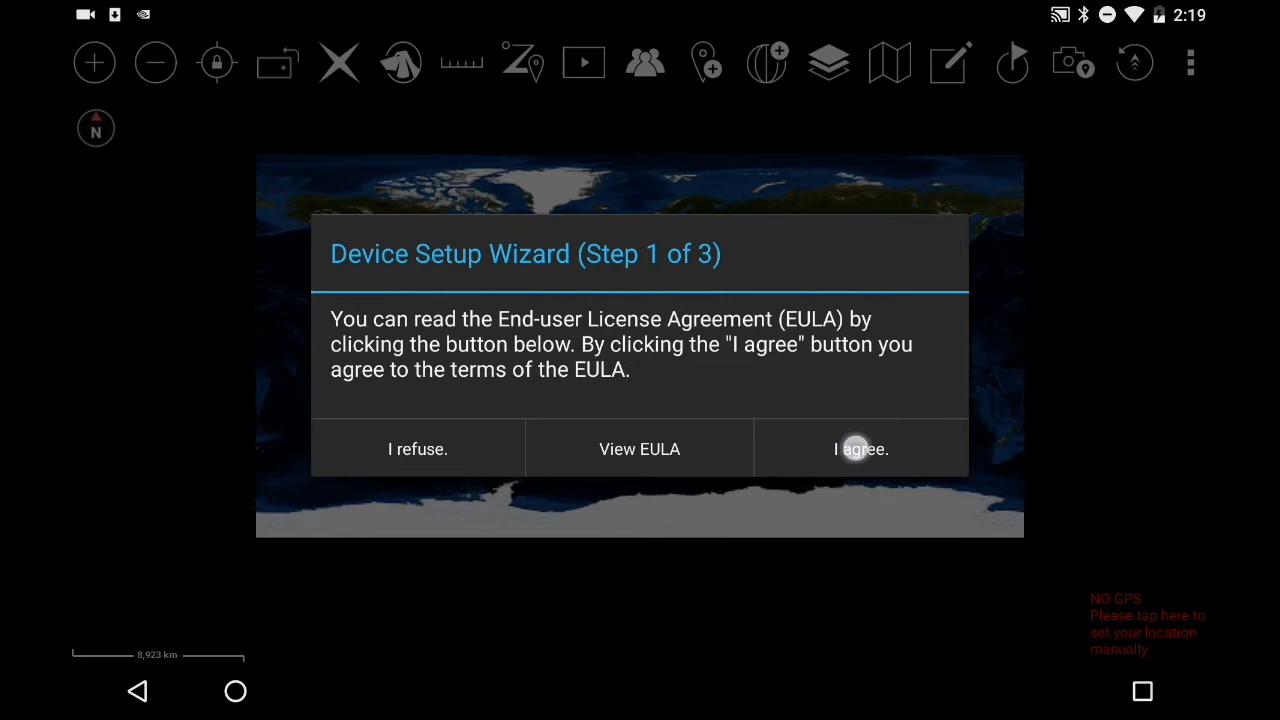 2:19
N
Device Setup Wizard (Step 1 of 3)
You can read the End-user License Agreement (EULA) by
clicking the button below. By clicking the "I agree" button you
agree to the terms of the EULA.
I refuse.
View EULA
I agree.
NO GPS
Please tap here to
set your location
manually
8,923 km